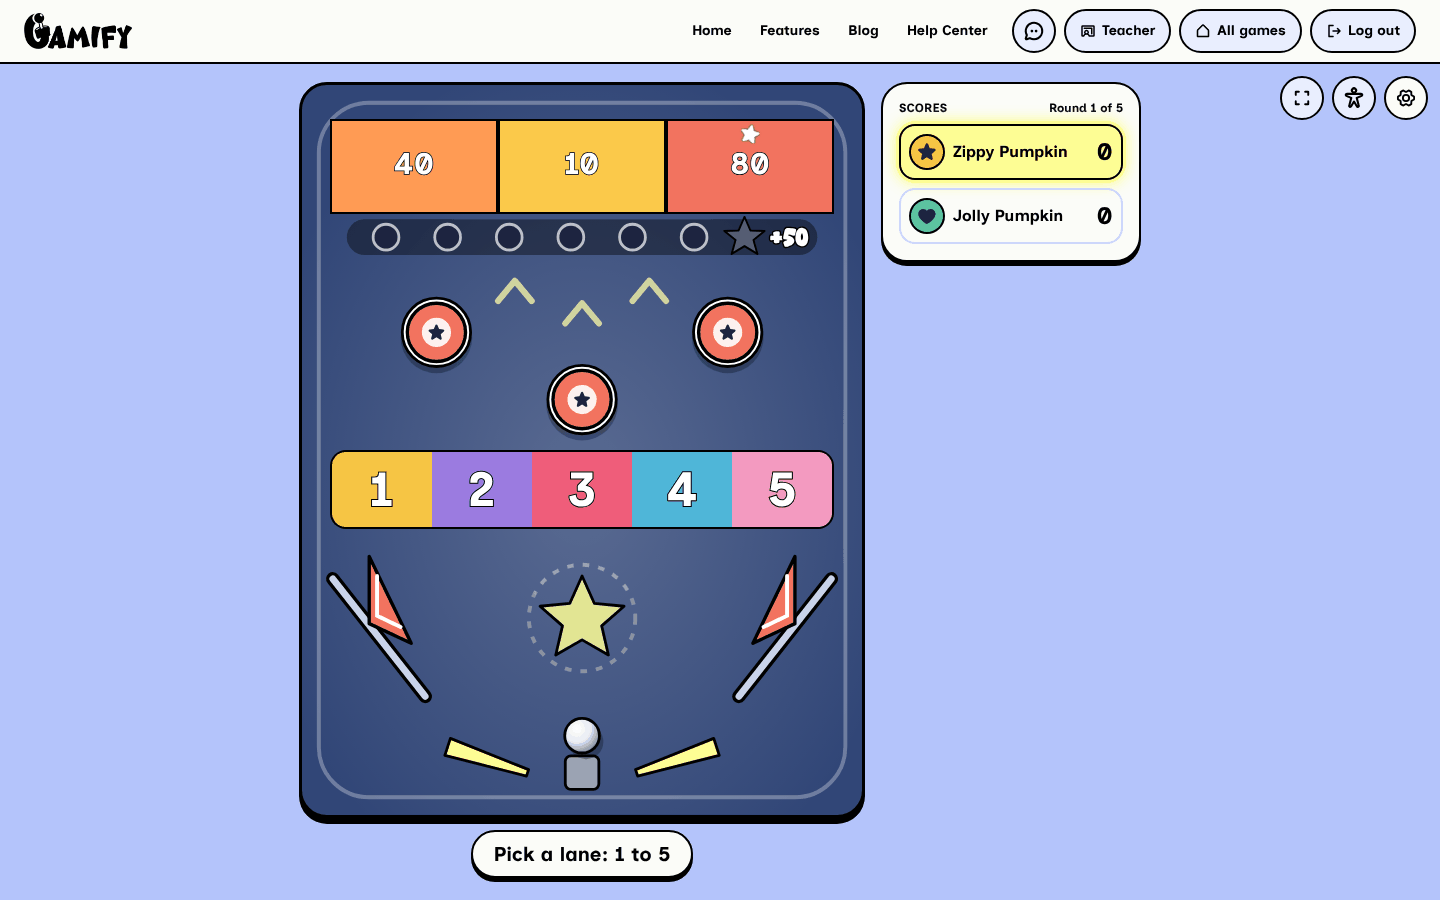 GAMIFY
Home
Features
Blog
Help Center
Teacher
All games
Log out
40
10
80
+50
1
2
3
4
5
Pick a lane: 1 to 5
SCORES
Round 1 of 5
Zippy Pumpkin
0
Jolly Pumpkin
0